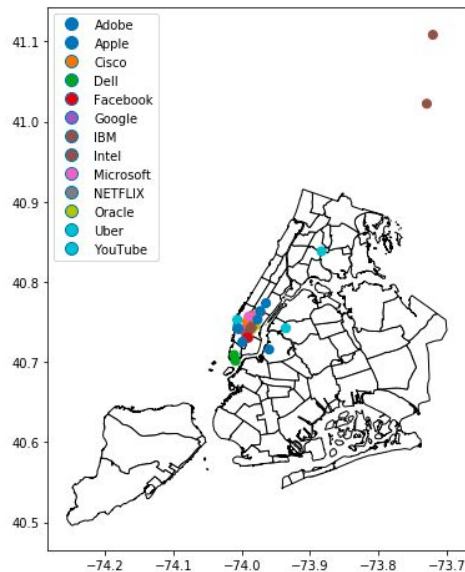 Adobe
Apple
Cisco
Dell
Facebook
Google
IBM
Intel
Microsoft
NETFLIX
Oracle
Uber
YouTube
41.1
41.0
40.9
40.8
40.7
40.6
40.5
−74.2 −74.1 −74.0 −73.9 −73.8 −73.7